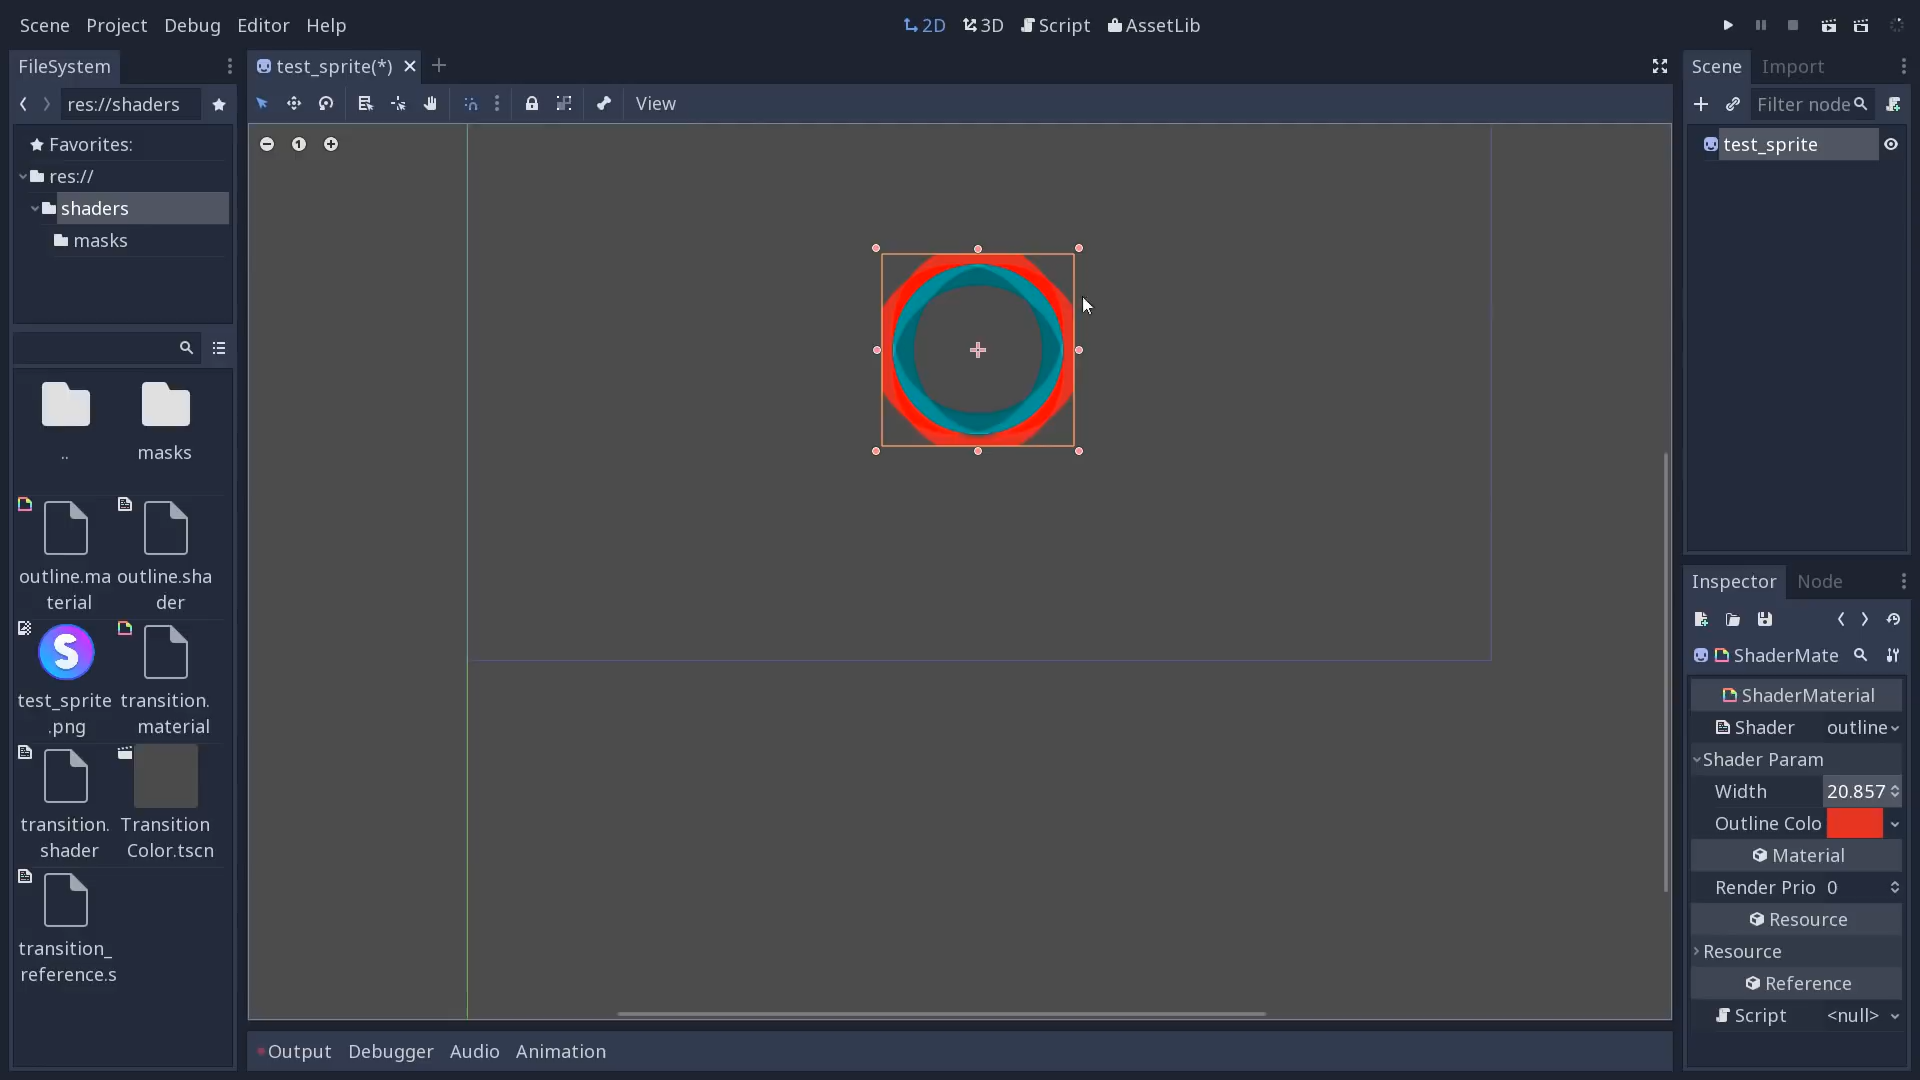 Scene Project Debug Editor Help
2D 3D Script AssetLib
FileSystem
res://shaders
Favorites:
res://
shaders
masks
..
masks
outline.ma
terial
outline.sha
der
S
test_sprite
.png
transition.
material
transition.
shader
Transition
Color.tscn
transition_
reference.s
test_sprite(*)
View
1
Output Debugger Audio Animation
Scene Import
Filter node
test_sprite
Inspector Node
ShaderMate
ShaderMaterial
Shader outline
Shader Param
Width 20.857
Outline Colo
Material
Render Prio 0
Resource
Resource
Reference
Script <null>